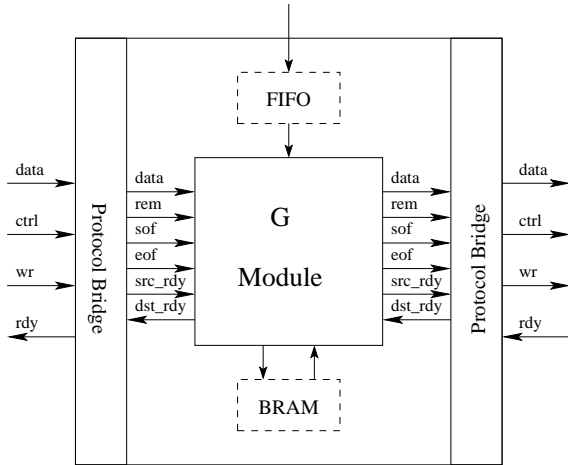 FIFO
data
ctrl
wr
rdy
Protocol Bridge
data
rem
sof
eof
src_rdy
dst_rdy
G
Module
data
rem
sof
eof
src_rdy
dst_rdy
Protocol Bridge
data
ctrl
wr
rdy
BRAM